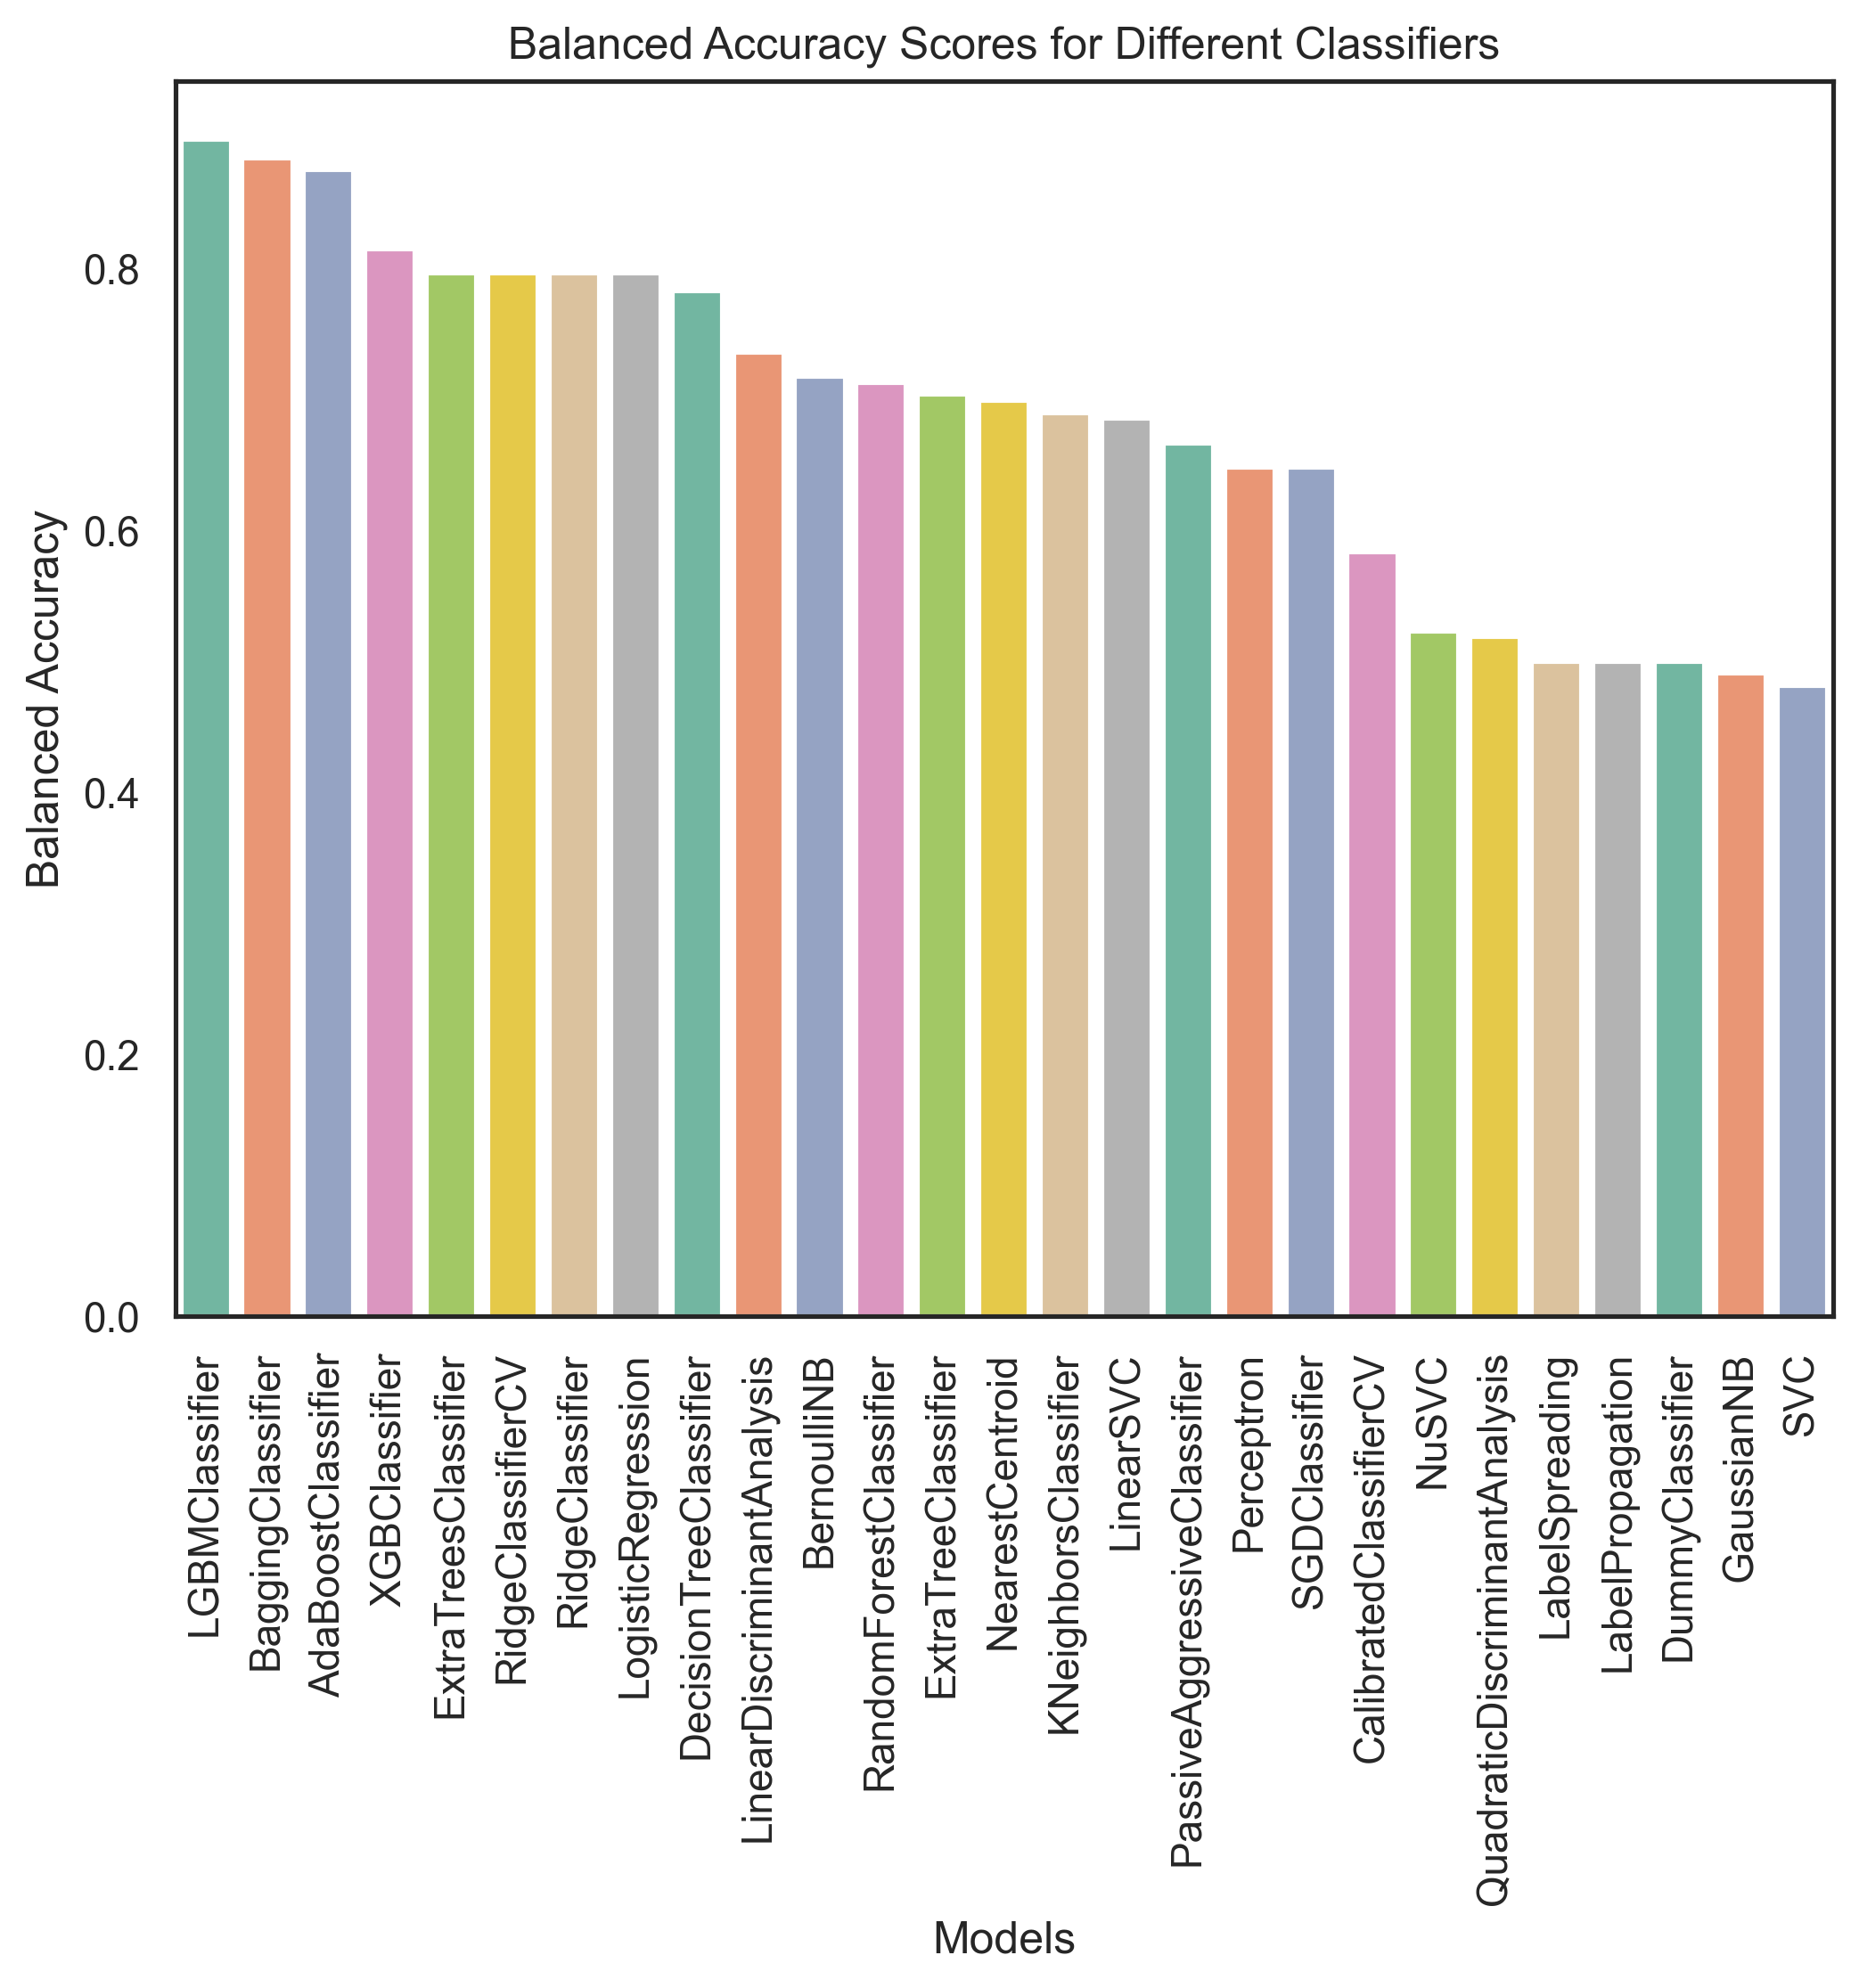 Balanced Accuracy Scores for Different Classifiers
Balanced Accuracy
0.8
0.6
0.4
0.2
0.0
LGBMClassifier
BaggingClassifier
AdaBoostClassifier
XGBClassifier
ExtraTreesClassifier
RidgeClassifierCV
RidgeClassifier
LogisticRegression
DecisionTreeClassifier
LinearDiscriminantAnalysis
BernoulliNB
RandomForestClassifier
ExtraTreeClassifier
NearestCentroid
KNeighborsClassifier
LinearSVC
PassiveAggressiveClassifier
Perceptron
SGDClassifier
CalibratedClassifierCV
NuSVC
QuadraticDiscriminantAnalysis
LabelSpreading
LabelPropagation
DummyClassifier
GaussianNB
SVC
Models